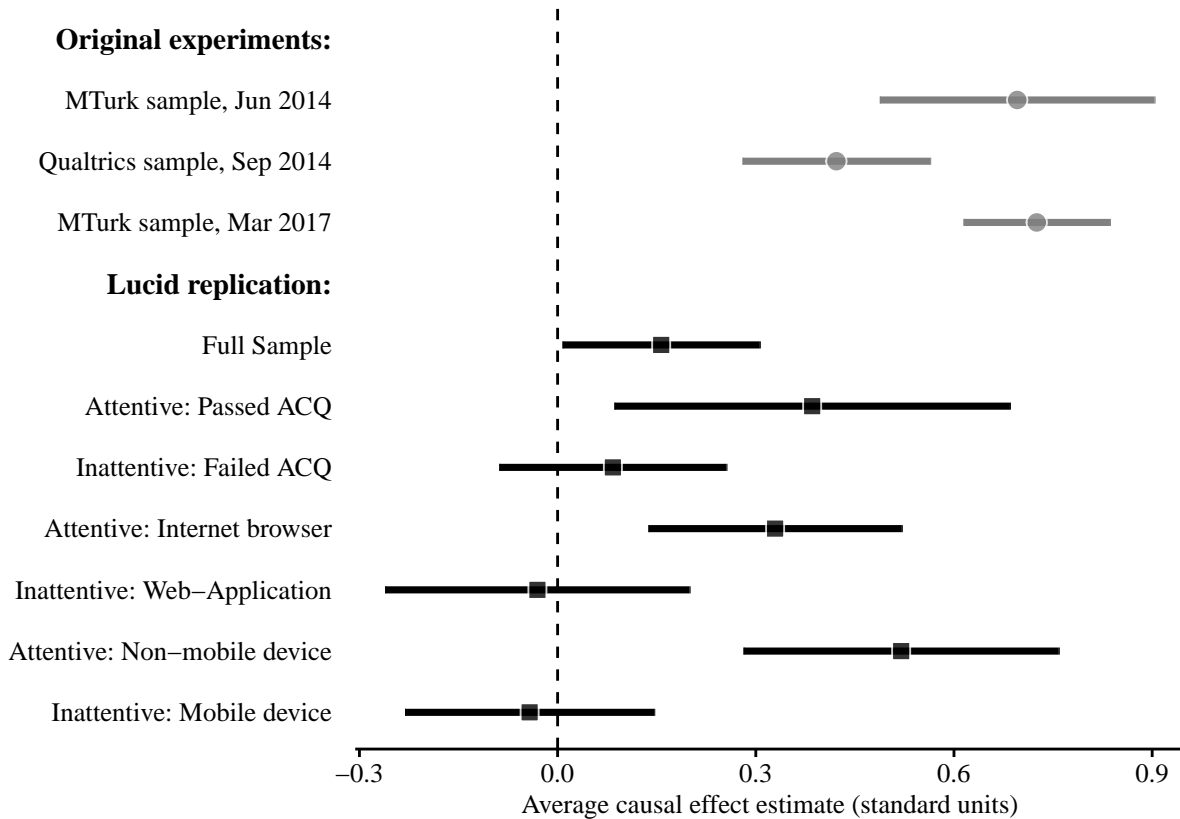 Original experiments:
MTurk sample, Jun 2014
Qualtrics sample, Sep 2014
MTurk sample, Mar 2017
Lucid replication:
Full Sample
Attentive: Passed ACQ
Inattentive: Failed ACQ
Attentive: Internet browser
Inattentive: Web−Application
Attentive: Non−mobile device
Inattentive: Mobile device
−0.3 0.0 0.3 0.6 0.9
Average causal effect estimate (standard units)